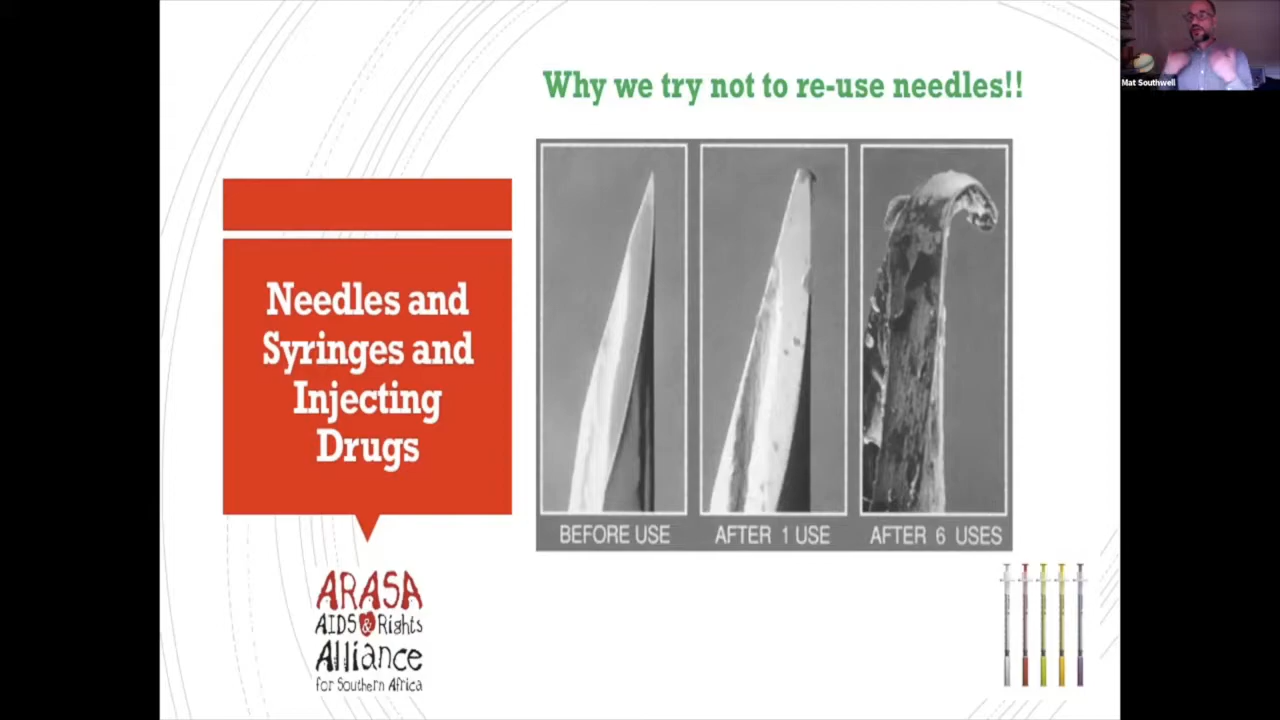 Why we try not to re-use needles!!
Needles and
Syringes and
Injecting
Drugs
BEFORE USE
AFTER 1 USE
AFTER 6 USES
ARASA
AIDS & Rights
Alliance
for Southern Africa
Mat Southwell